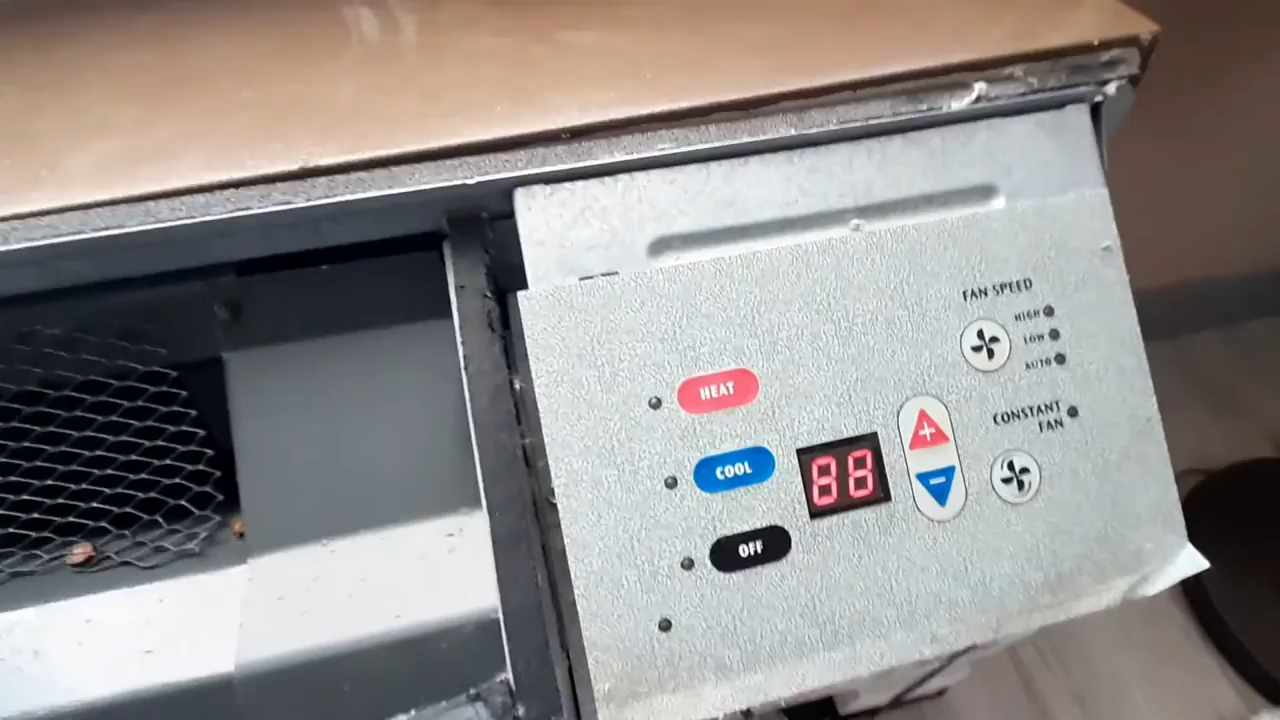 FAN SPEED
HIGH
LOW
AUTO
HEAT
CONSTANT
FAN
COOL
88
+
-
OFF